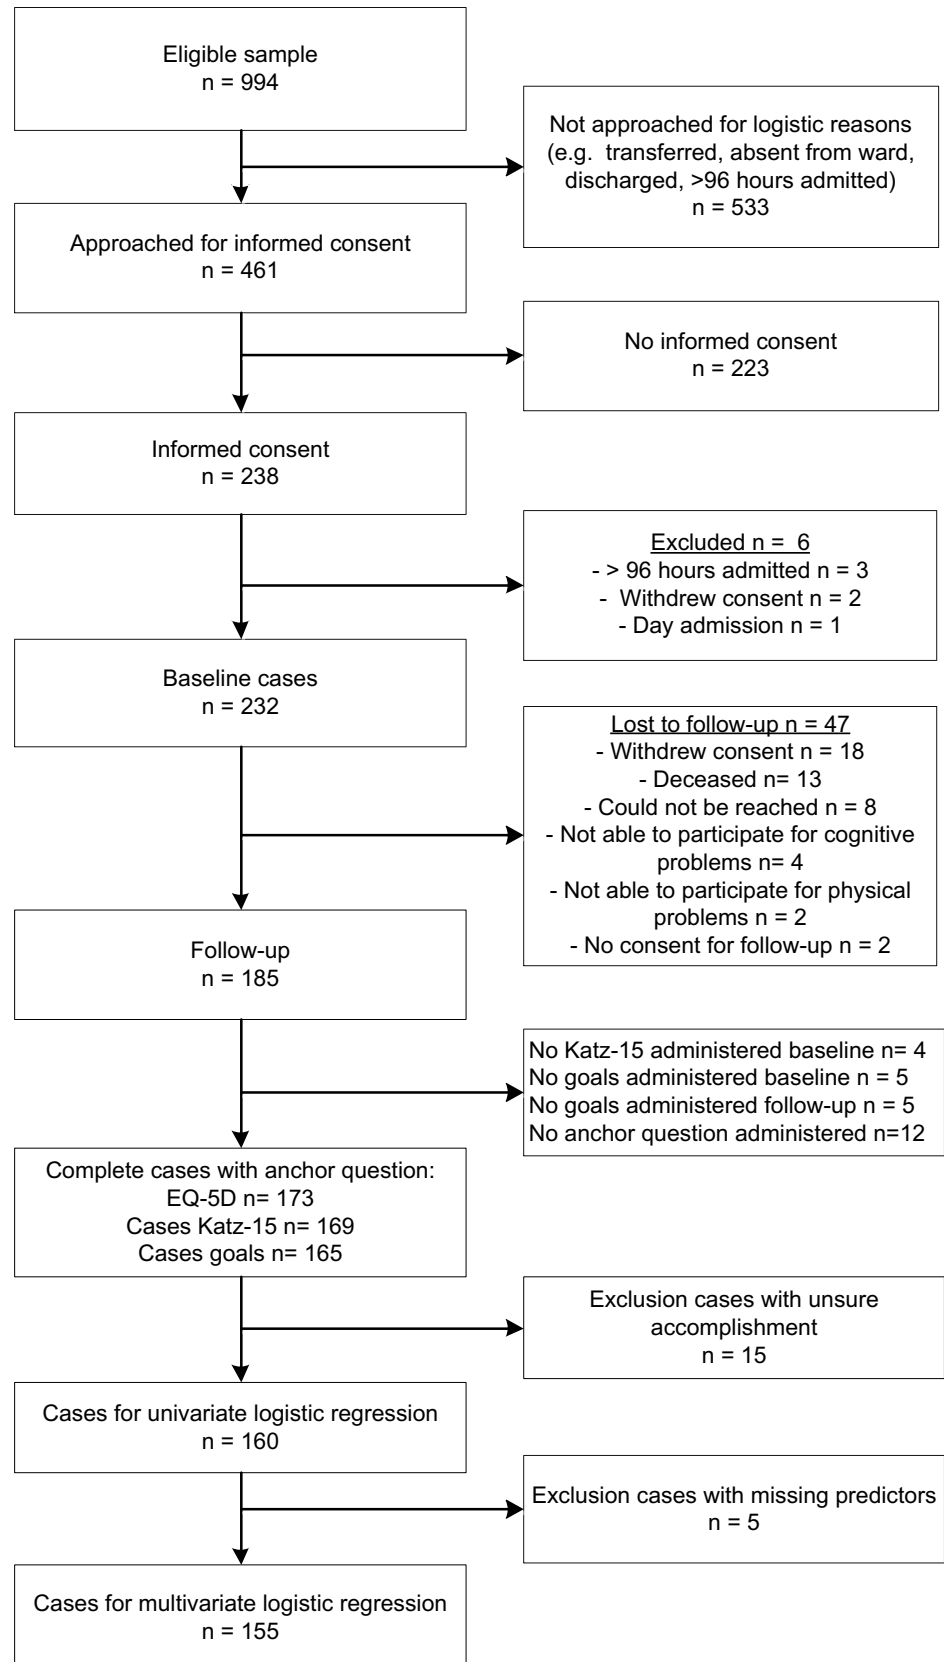 Eligible sample
n = 994
Not approached for logistic reasons
(e.g. transferred, absent from ward,
discharged, >96 hours admitted)
n = 533
Approached for informed consent
n = 461
No informed consent
n = 223
Informed consent
n = 238
Excluded n = 6
- > 96 hours admitted n = 3
- Withdrew consent n = 2
- Day admission n = 1
Baseline cases
n = 232
Lost to follow-up n = 47
- Withdrew consent n = 18
- Deceased n= 13
- Could not be reached n = 8
- Not able to participate for cognitive
problems n= 4
- Not able to participate for physical
problems n = 2
- No consent for follow-up n = 2
Follow-up
n = 185
No Katz-15 administered baseline n= 4
No goals administered baseline n = 5
No goals administered follow-up n = 5
No anchor question administered n=12
Complete cases with anchor question:
EQ-5D n= 173
Cases Katz-15 n= 169
Cases goals n= 165
Exclusion cases with unsure
accomplishment
n = 15
Cases for univariate logistic regression
n = 160
Exclusion cases with missing predictors
n = 5
Cases for multivariate logistic regression
n = 155